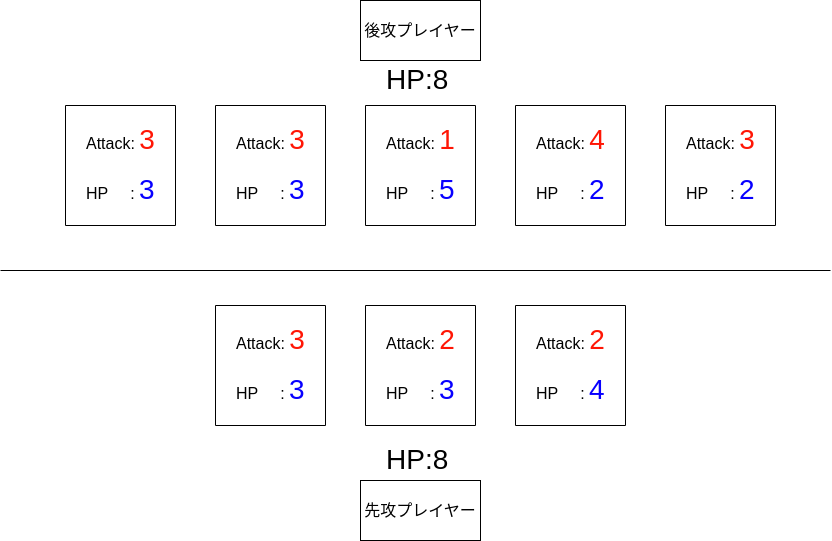 後攻プレイヤー
HP:8
Attack: 3
HP : 3
Attack: 3
HP : 3
Attack: 1
HP : 5
Attack: 4
HP : 2
Attack: 3
HP : 2
Attack: 3
HP : 3
Attack: 2
HP : 3
Attack: 2
HP : 4
HP:8
先攻プレイヤー